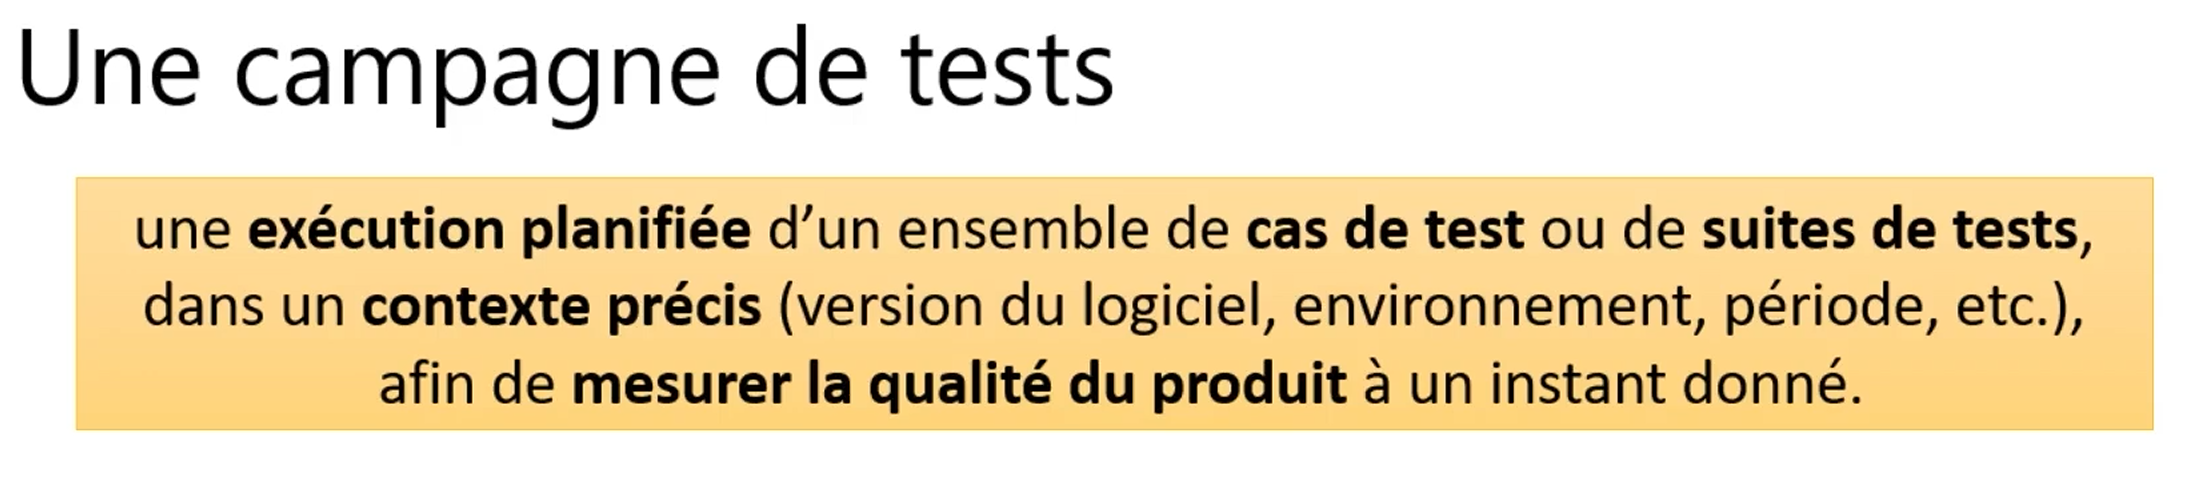 Une campagne de tests
une exécution planifiée d’un ensemble de cas de test ou de suites de tests,
dans un contexte précis (version du logiciel, environnement, période, etc.),
afin de mesurer la qualité du produit à un instant donné.